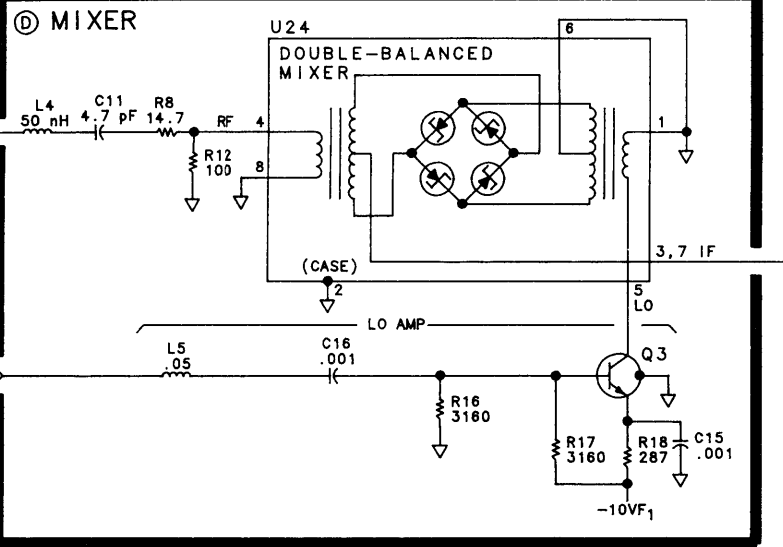 D MIXER
U24
DOUBLE-BALANCED
MIXER
6
L4
50 nH
C11
4.7 pF
R8
14.7
RF
4
1
R12
100
8
3,7 IF
(CASE)
2
5
LO
LO AMP
L5
.05
C16
.001
Q3
R16
3160
R17
3160
R18
287
C15
.001
-10VF1